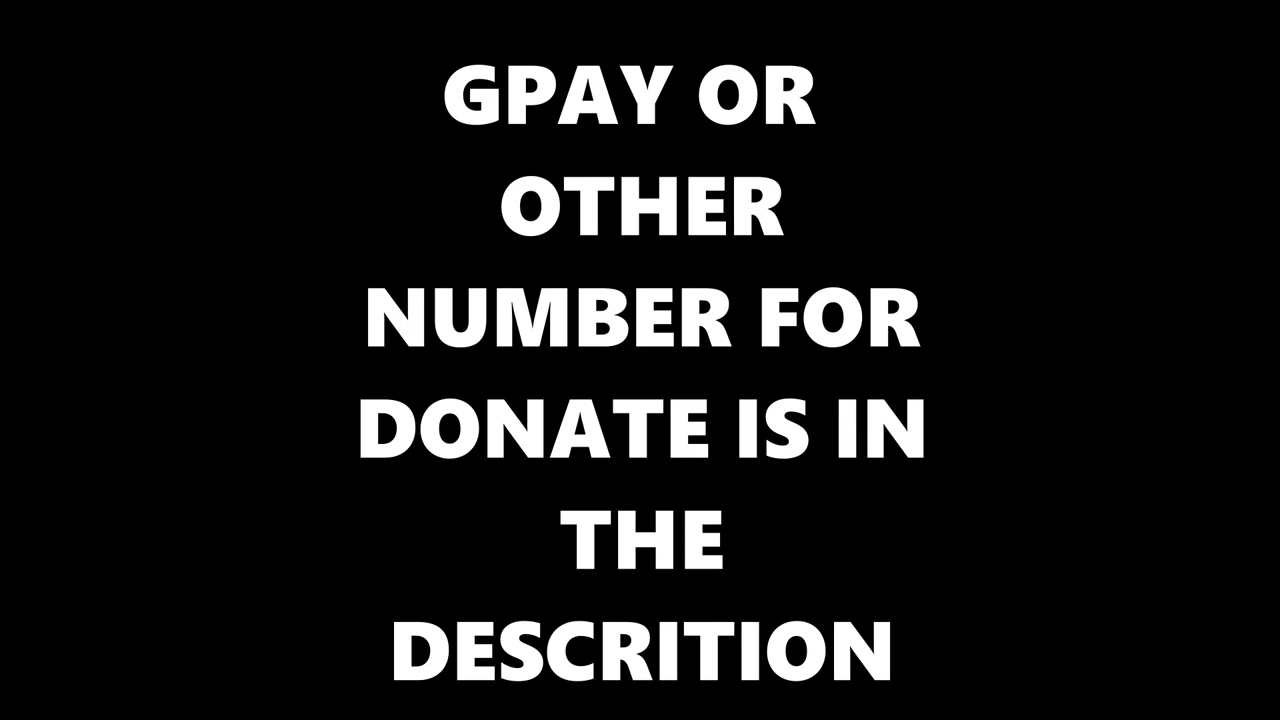 GPAY OR
OTHER
NUMBER FOR
DONATE IS IN
THE
DESCRITION